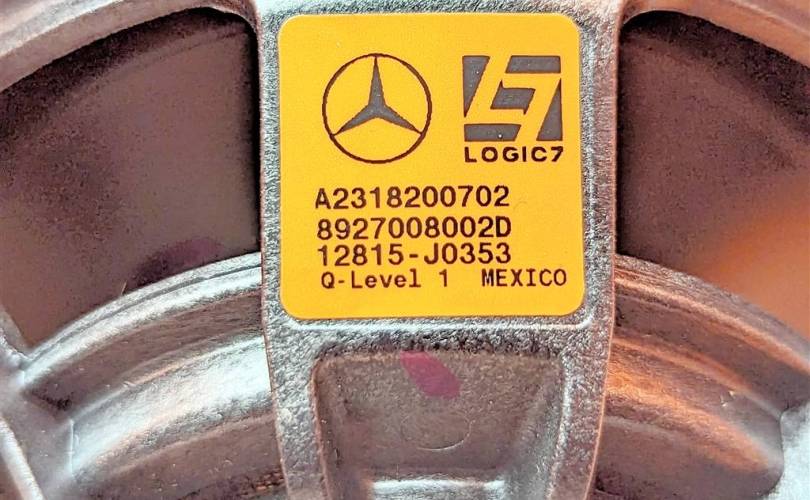 LOGIC7
A2318200702
8927008002D
12815-J0353
Q-Level 1 MEXICO